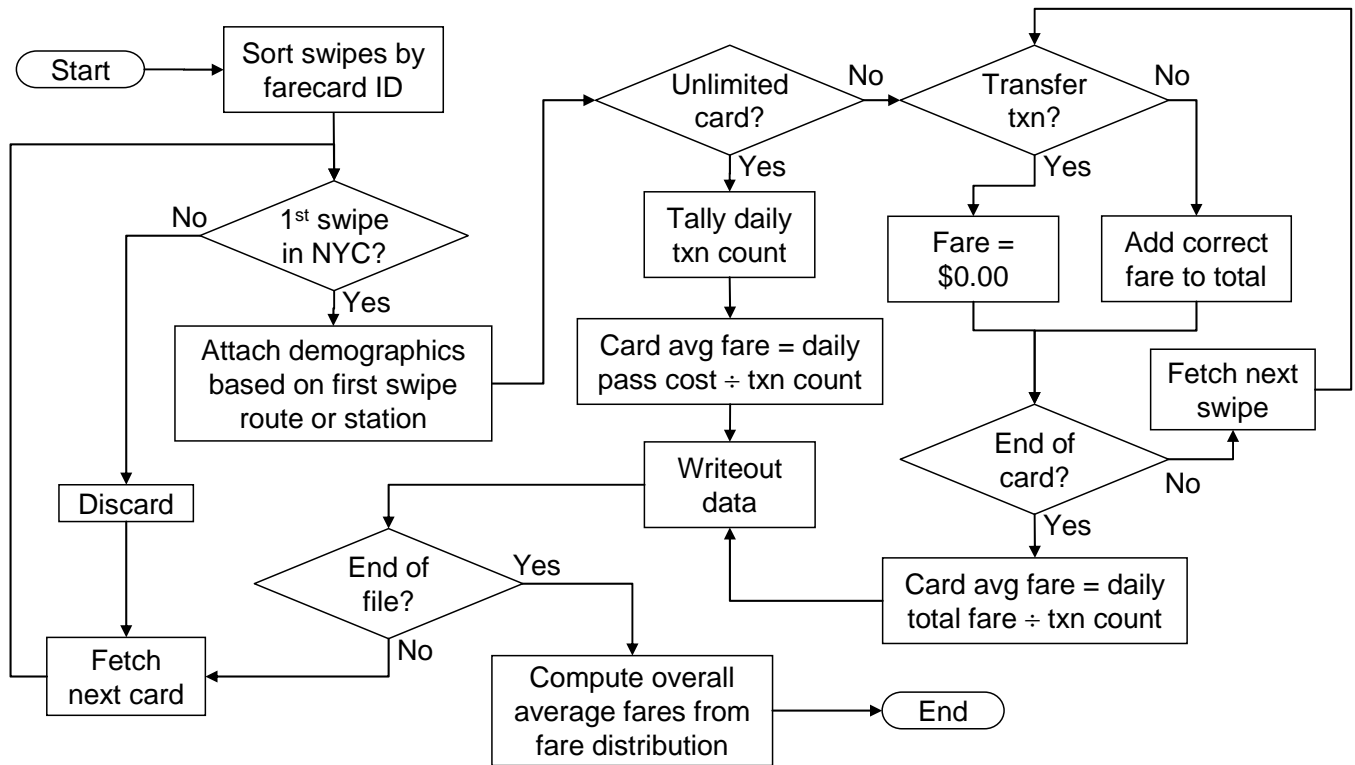 Start
Sort swipes by
farecard ID
1st swipe
in NYC?
No
Yes
Attach demographics
based on first swipe
route or station
Discard
Fetch
next card
Unlimited
card?
No
Yes
Tally daily
txn count
Card avg fare = daily
pass cost ÷ txn count
Writeout
data
Transfer
txn?
No
Yes
Fare =
$0.00
Add correct
fare to total
End of
card?
No
Yes
Fetch next
swipe
Card avg fare = daily
total fare ÷ txn count
End of
file?
Yes
No
Compute overall
average fares from
fare distribution
End